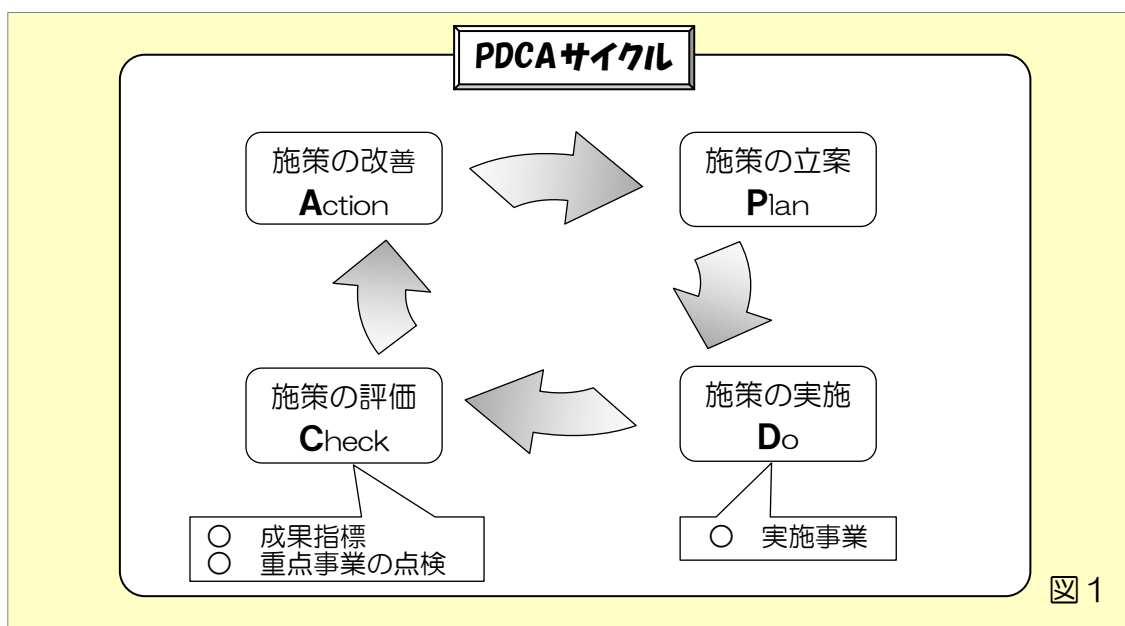 PDCAサイクル
施策の改善
Action
施策の立案
Plan
施策の評価
Check
施策の実施
Do
○ 成果指標
○ 重点事業の点検
○ 実施事業
図1